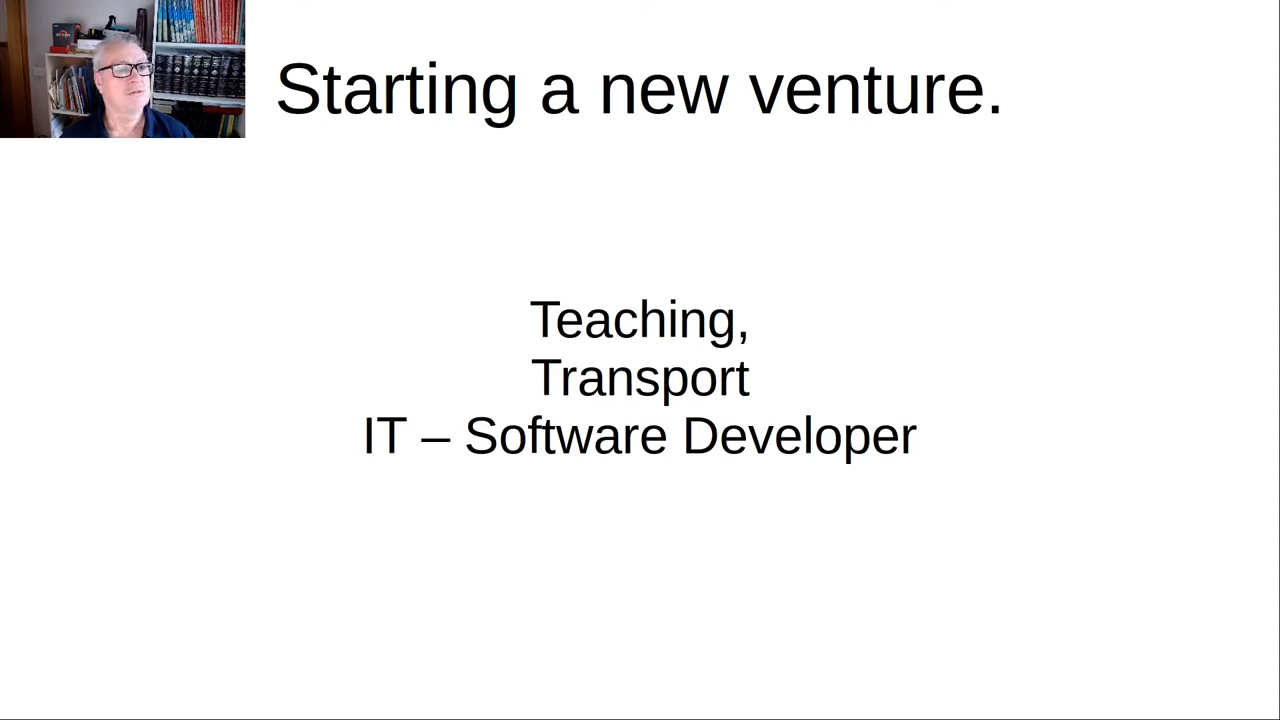 Starting a new venture.
Teaching,
Transport
IT – Software Developer